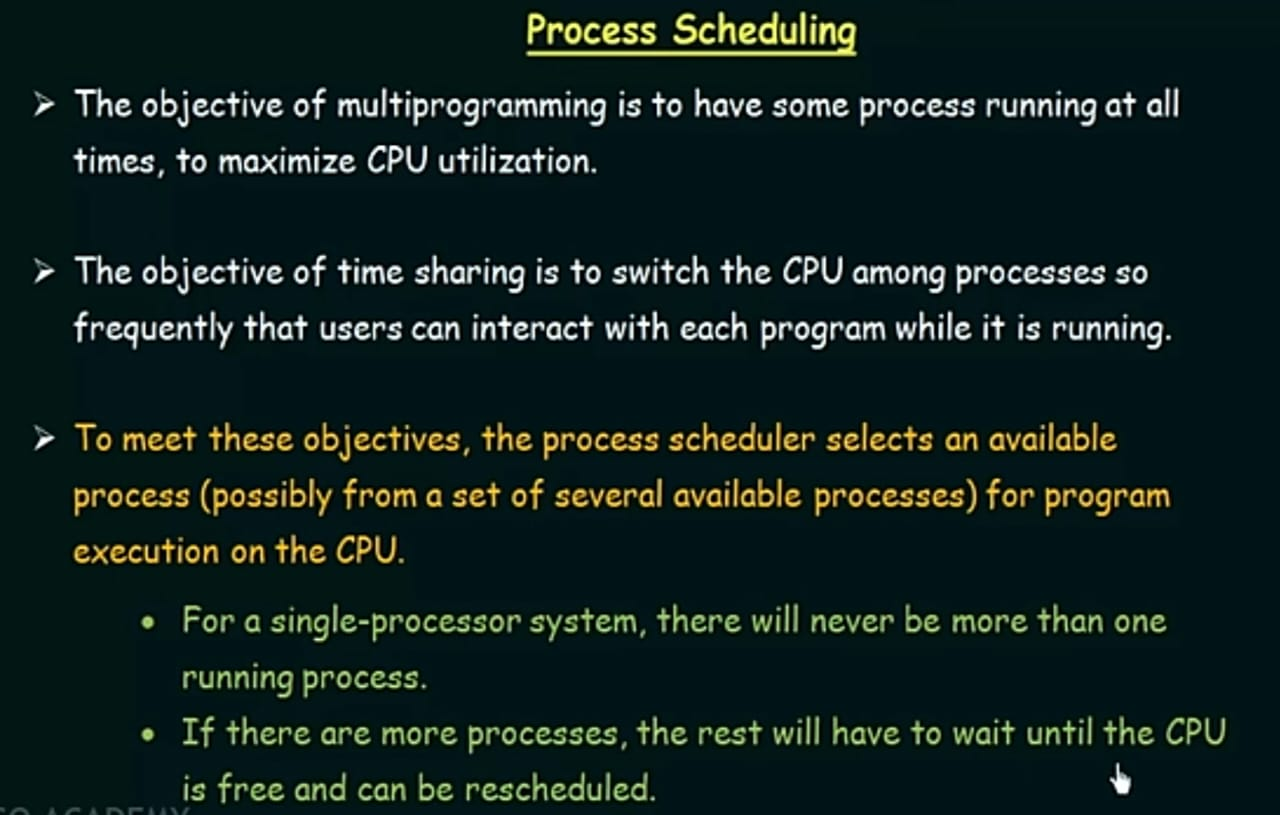 Process Scheduling
➤ The objective of multiprogramming is to have some process running at all
times, to maximize CPU utilization.
➤ The objective of time sharing is to switch the CPU among processes so
frequently that users can interact with each program while it is running.
➤ To meet these objectives, the process scheduler selects an available
process (possibly from a set of several available processes) for program
execution on the CPU.
• For a single-processor system, there will never be more than one
running process.
• If there are more processes, the rest will have to wait until the CPU
is free and can be rescheduled.
ACADEMY